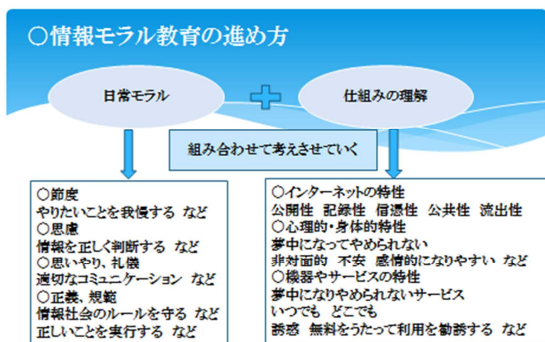 ○情報モラル教育の進め方
日常モラル
仕組みの理解
組み合わせて考えさせていく
○節度
やりたいことを我慢する など
○思慮
情報を正しく判断する など
○思いやり、礼儀
適切なコミュニケーション など
○正義、規範
情報社会のルールを守る など
正しいことを実行する など
○インターネットの特性
公開性 記録性 信憑性 公共性 流出性
○心理的・身体的特性
夢中になってやめられない
非対面的 不安 感情的になりやすい など
○機器やサービスの特性
夢中になりやめられないサービス
いつでも どこでも
誘惑 無料をうたって利用を勧誘する など